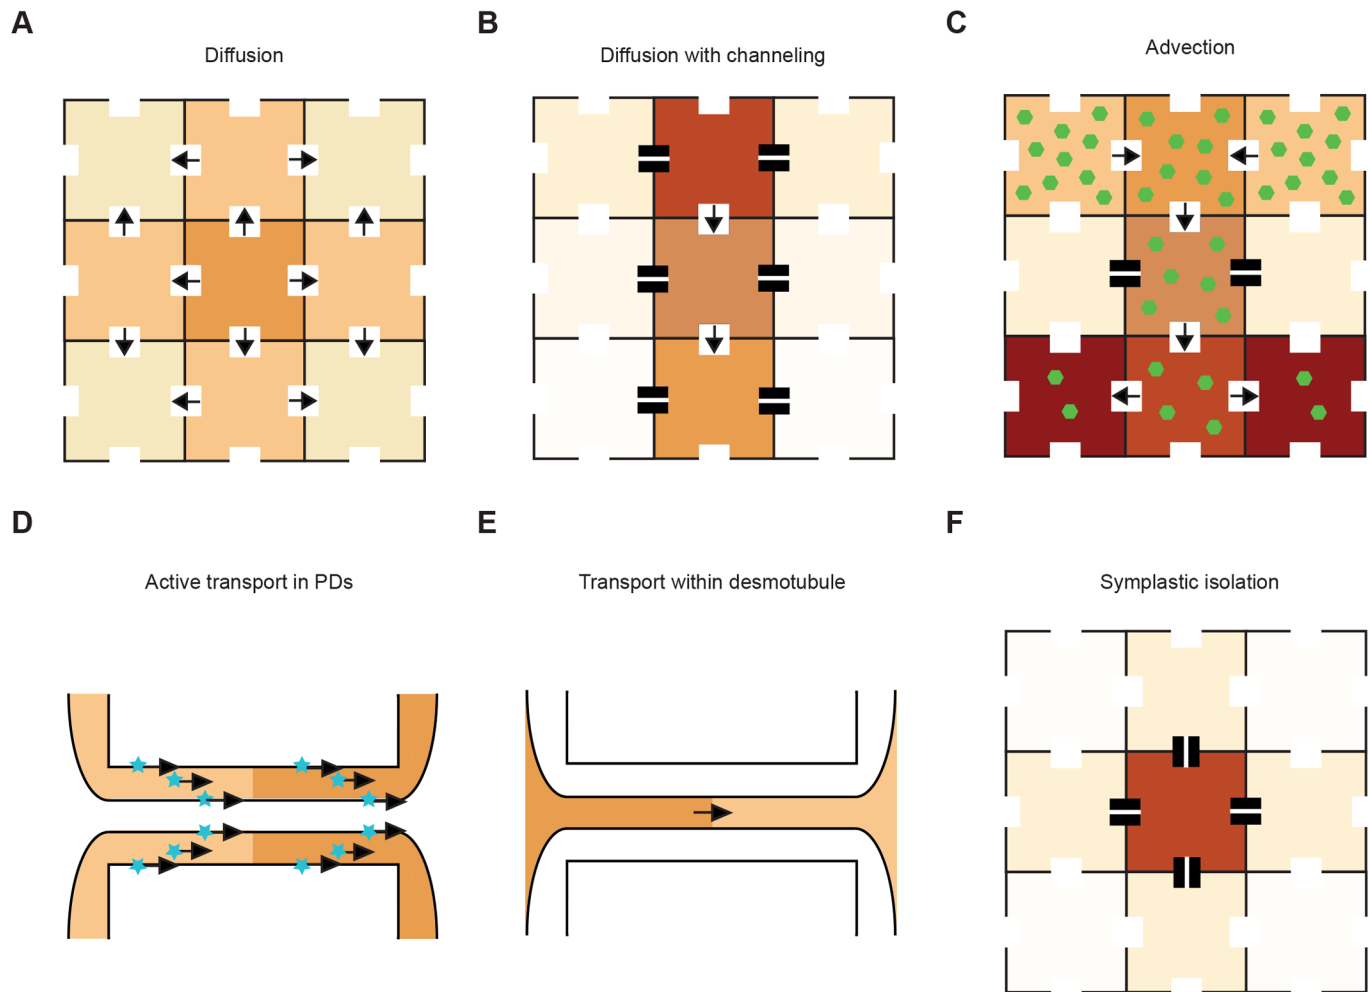 A
Diffusion
B
Diffusion with channeling
C
Advection
D
Active transport in PDs
E
Transport within desmotubule
F
Symplastic isolation